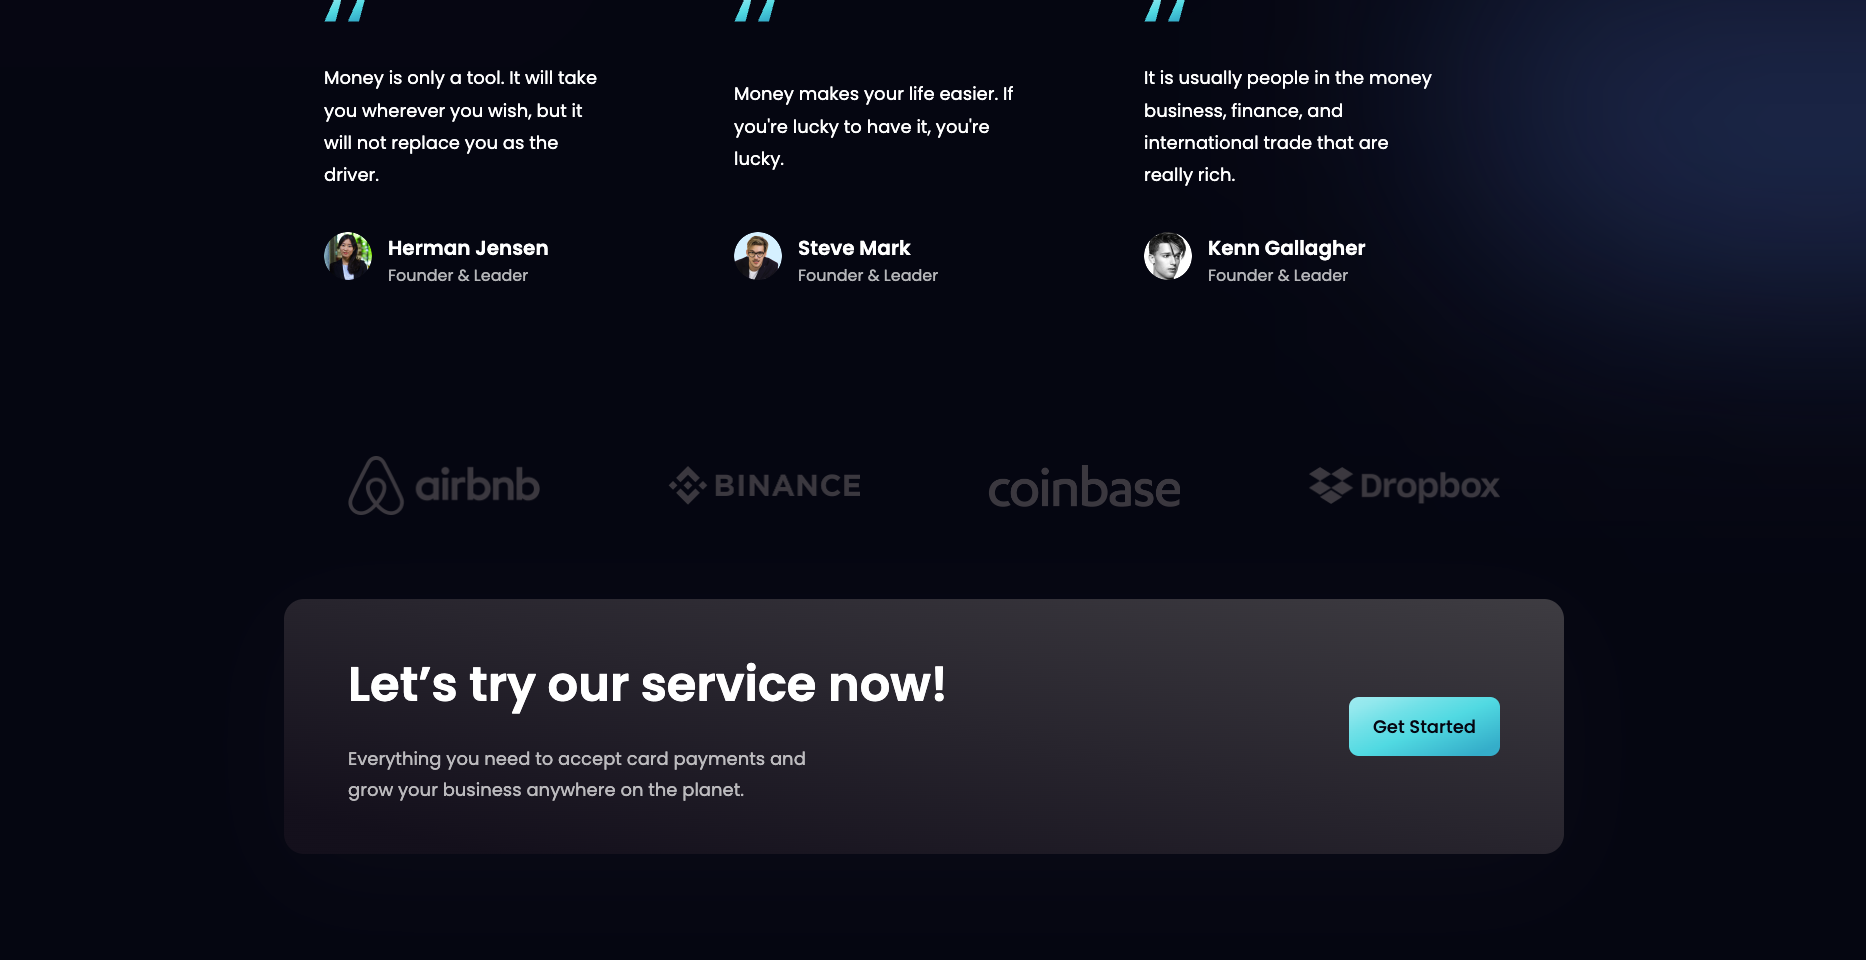 Money is only a tool. It will take
you wherever you wish, but it
will not replace you as the
driver.
Herman Jensen
Founder & Leader
Money makes your life easier. If
you're lucky to have it, you're
lucky.
Steve Mark
Founder & Leader
It is usually people in the money
business, finance, and
international trade that are
really rich.
Kenn Gallagher
Founder & Leader
airbnb
BINANCE
coinbase
Dropbox
Let’s try our service now!
Everything you need to accept card payments and
grow your business anywhere on the planet.
Get Started